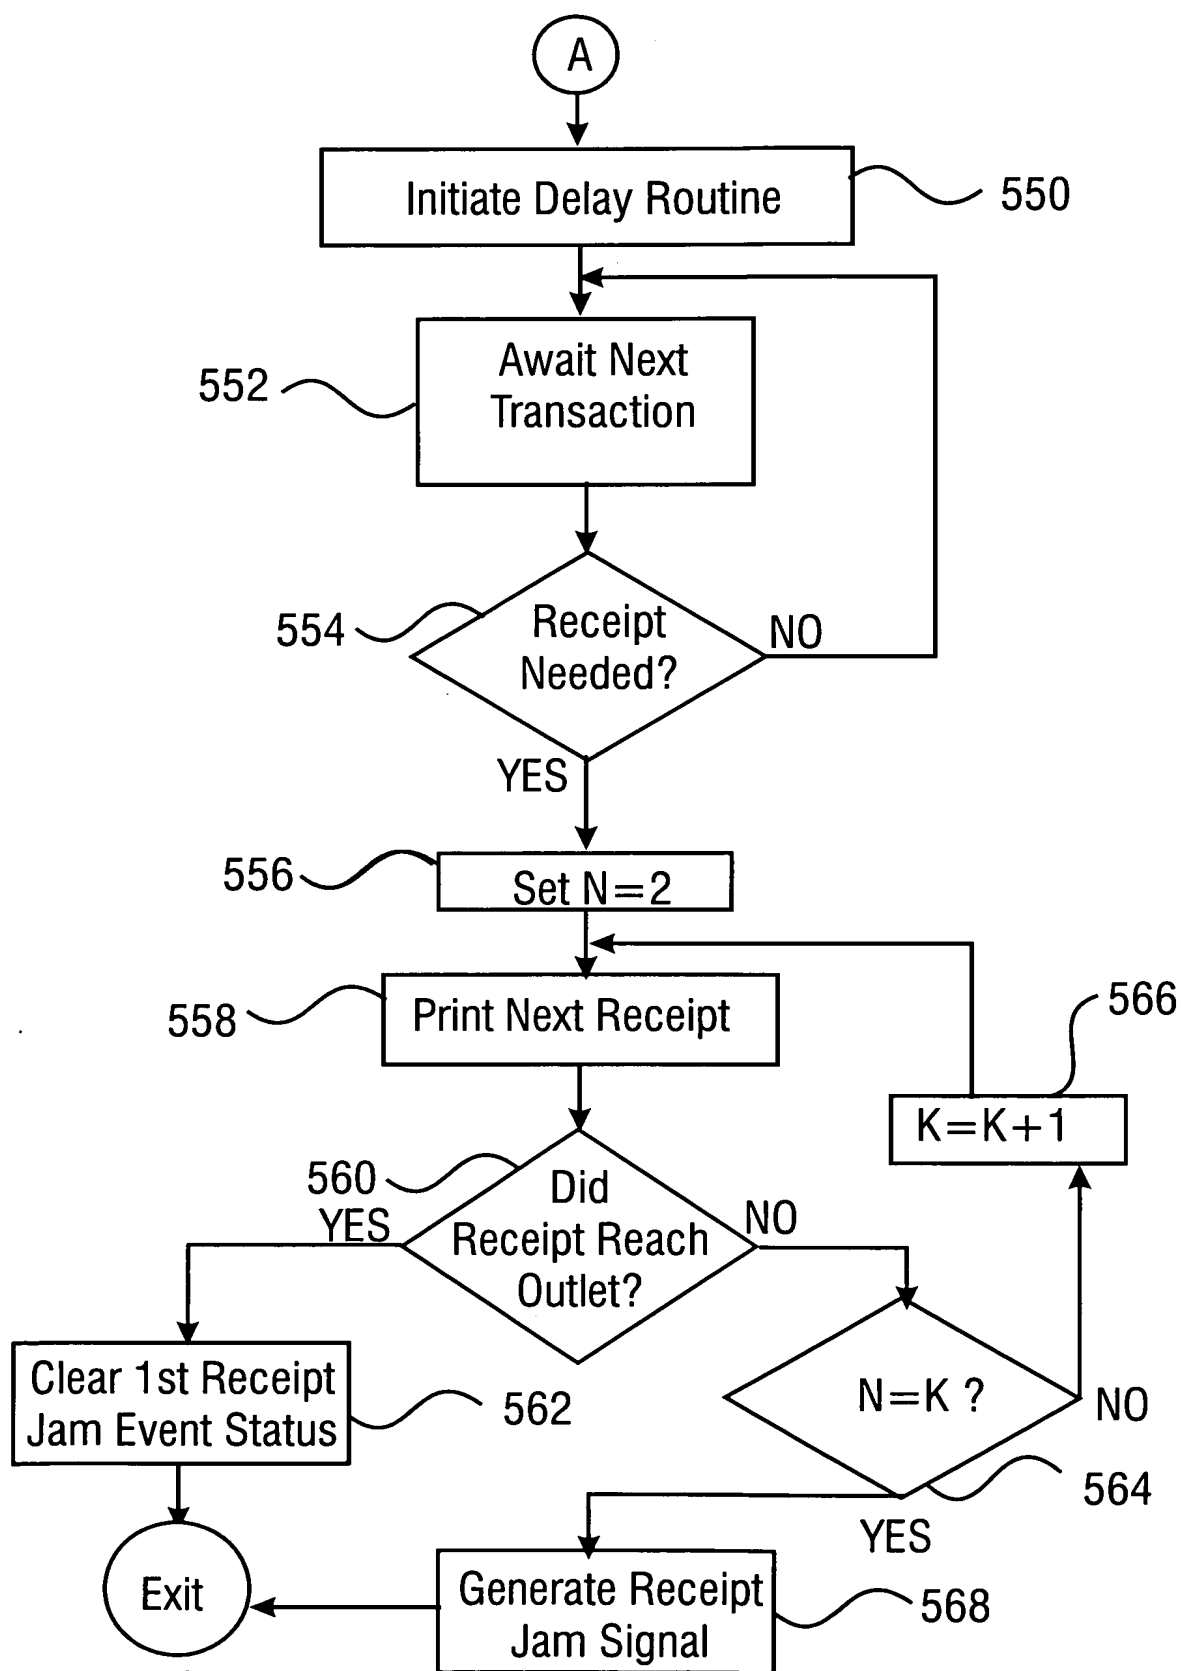 A
Initiate Delay Routine
550
Await Next
Transaction
552
Receipt
Needed?
554
NO
YES
556
Set N=2
558
Print Next Receipt
566
K=K+1
560
Did
Receipt Reach
Outlet?
YES
NO
Clear 1st Receipt
Jam Event Status
562
N=K ?
NO
564
YES
Exit
Generate Receipt
Jam Signal
568